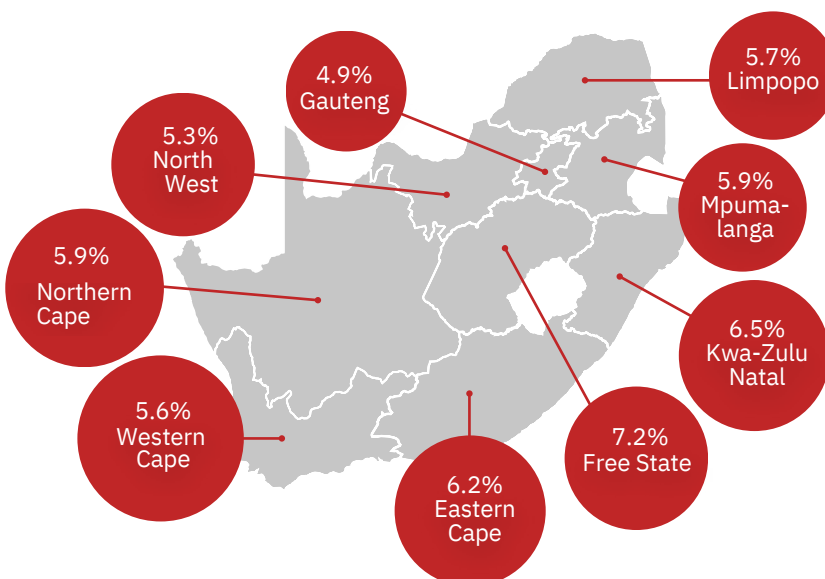 5.7%
Limpopo
4.9%
Gauteng
5.3%
North
West
5.9%
Mpuma-
langa
5.9%
Northern
Cape
6.5%
Kwa-Zulu
Natal
5.6%
Western
Cape
7.2%
Free State
6.2%
Eastern
Cape